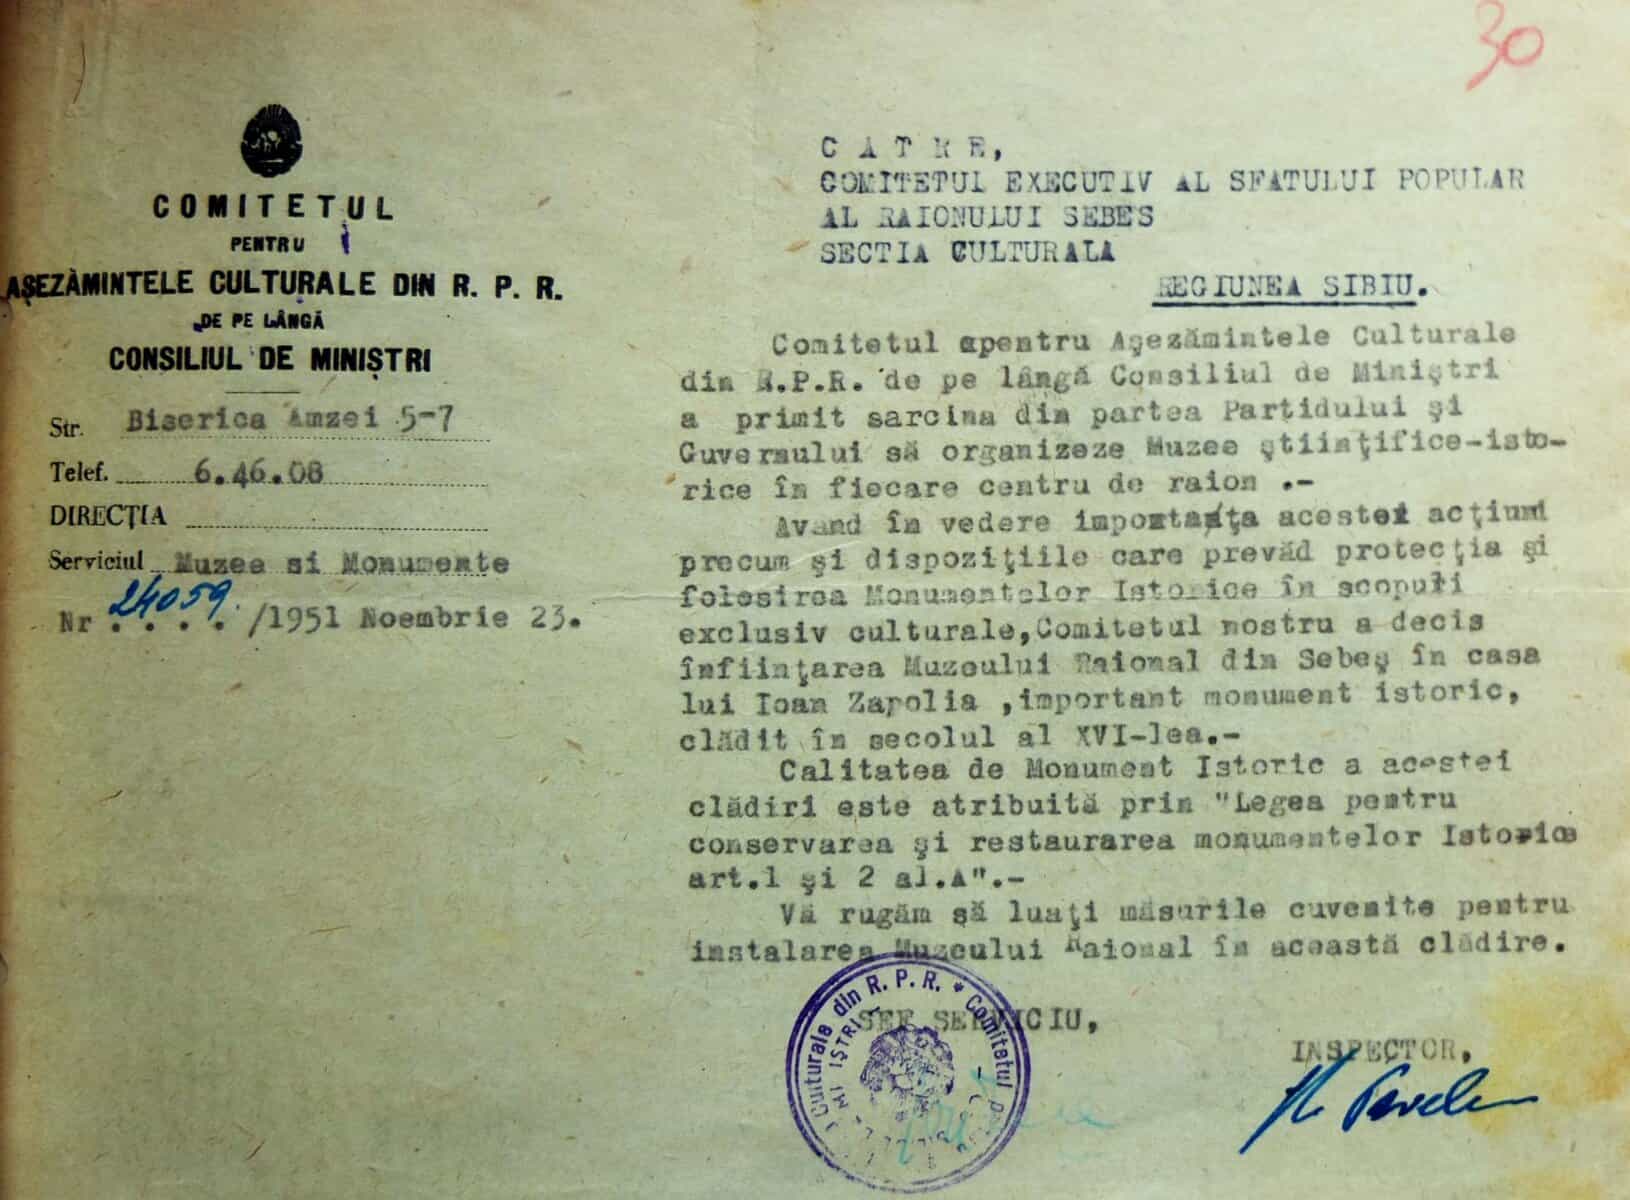 30
COMITETUL
PENTRU
AȘEZĂMINTELE CULTURALE DIN R. P. R.
DE PE LÂNGĂ
CONSILIUL DE MINIȘTRI
Str. Biserica Amzei 5-7
Telef. 6.46.08
DIRECȚIA
Serviciul Muzee si Monumente
Nr. 24059. /1951 Noembrie 23.
C A T R E,
COMITETUL EXECUTIV AL SFATULUI POPULAR
AL RAIONULUI SEBES
SECTIA CULTURALA
REGIUNEA SIBIU.
Comitetul apentru Așezămintele Culturale
din R.P.R. de pe lângă Consiliul de Miniștri
a primit sarcina din partea Partidului și
Guvernului să organizeze Muzee științifice-isto-
rice în fiecare centru de raion .-
Avand în vedere importanța acestei acțiuni
precum și dispozițiile care prevăd protecția și
folosirea Monumentelor Istorice în scopuri
exclusiv culturale,Comitetul nostru a decis
înființarea Muzeului Raional din Sebeș în casa
lui Ioan Zapolia ,important monument istoric,
clădit în secolul al XVI-lea.-
Calitatea de Monument Istoric a acestei
clădiri este atribuită prin "Legea pentru
conservarea și restaurarea monumentelor Istorice
art.1 și 2 al.A".-
Vă rugăm să luați măsurile cuvenite pentru
instalarea Muzeului Raional în această clădire.
SEF SERVICIU,
INSPECTOR,
Culturale din R. P. R. * Comitetul